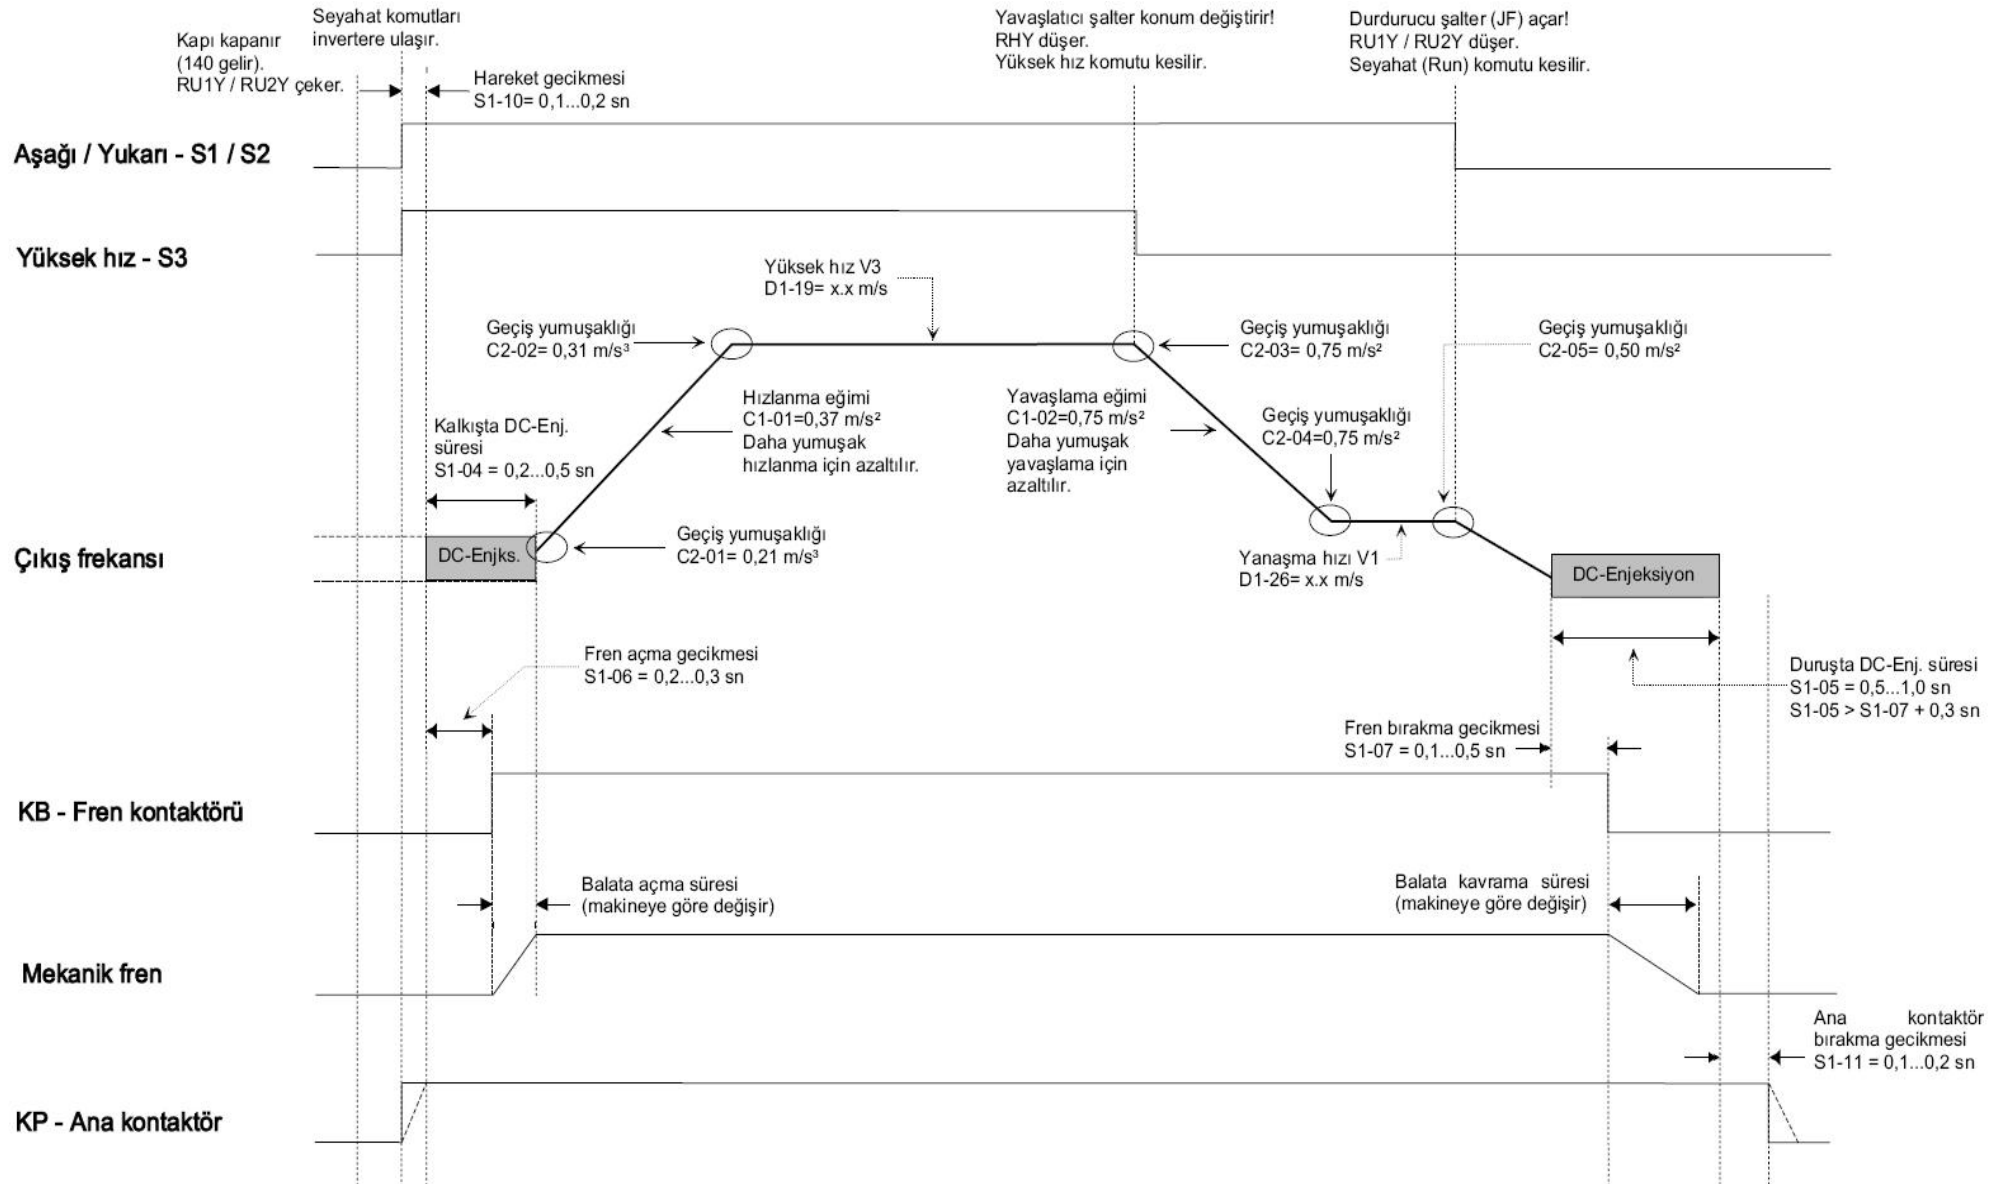 Seyahat komutları
invertere ulaşır.
Kapı kapanır
(140 gelir).
RU1Y / RU2Y çeker.
Hareket gecikmesi
S1-10= 0,1...0,2 sn
Yavaşlatıcı şalter konum değiştirir!
RHY düşer.
Yüksek hız komutu kesilir.
Durdurucu şalter (JF) açar!
RU1Y / RU2Y düşer.
Seyahat (Run) komutu kesilir.
Aşağı / Yukarı - S1 / S2
Yüksek hız - S3
Yüksek hız V3
D1-19= x.x m/s
Geçiş yumuşaklığı
C2-02= 0,31 m/s³
Geçiş yumuşaklığı
C2-03= 0,75 m/s²
Geçiş yumuşaklığı
C2-05= 0,50 m/s²
Hızlanma eğimi
C1-01=0,37 m/s²
Daha yumuşak
hızlanma için azaltılır.
Yavaşlama eğimi
C1-02=0,75 m/s²
Daha yumuşak
yavaşlama için
azaltılır.
Geçiş yumuşaklığı
C2-04=0,75 m/s²
Kalkışta DC-Enj.
süresi
S1-04 = 0,2...0,5 sn
Çıkış frekansı
DC-Enjks.
Geçiş yumuşaklığı
C2-01= 0,21 m/s³
Yanaşma hızı V1
D1-26= x.x m/s
DC-Enjeksiyon
Fren açma gecikmesi
S1-06 = 0,2...0,3 sn
Duruşta DC-Enj. süresi
S1-05 = 0,5...1,0 sn
S1-05 > S1-07 + 0,3 sn
Fren bırakma gecikmesi
S1-07 = 0,1...0,5 sn
KB - Fren kontaktörü
Balata açma süresi
(makineye göre değişir)
Balata kavrama süresi
(makineye göre değişir)
Mekanik fren
Ana kontaktör
bırakma gecikmesi
S1-11 = 0,1...0,2 sn
KP - Ana kontaktör